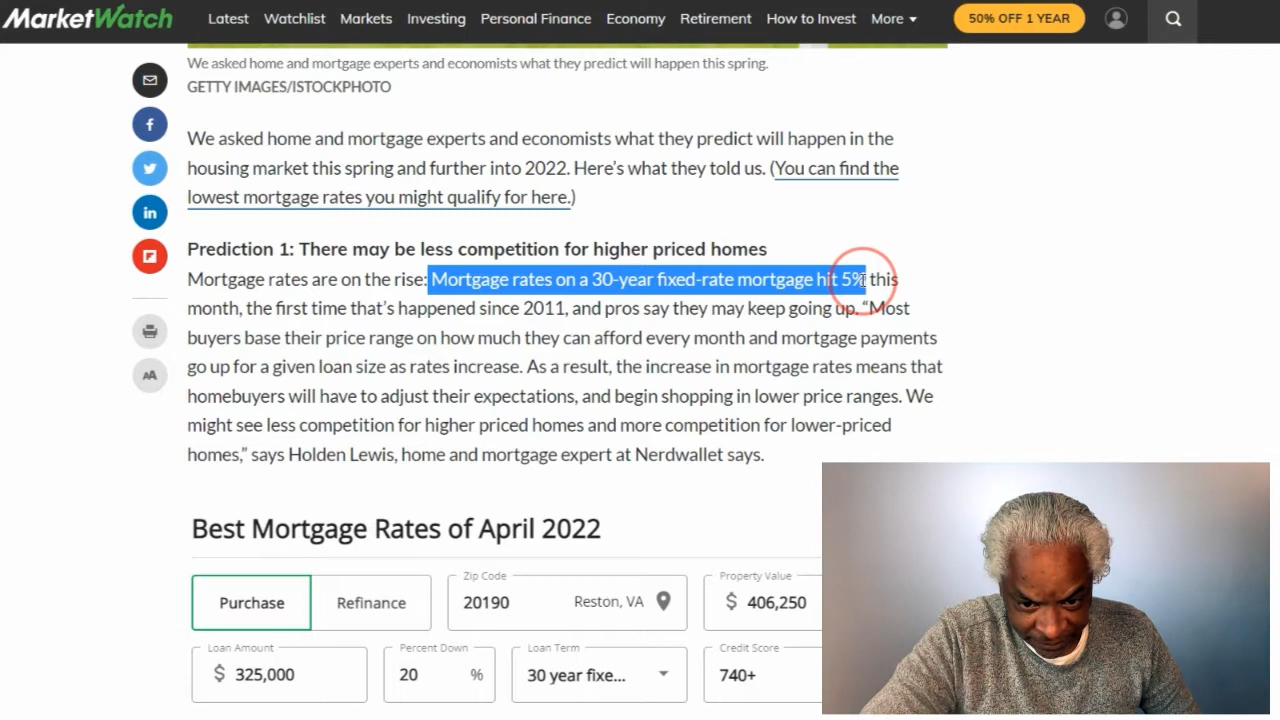 MarketWatch
Latest Watchlist Markets Investing Personal Finance Economy Retirement How to Invest More 50% OFF 1 YEAR
We asked home and mortgage experts and economists what they predict will happen this spring.
GETTY IMAGES/ISTOCKPHOTO
We asked home and mortgage experts and economists what they predict will happen in the
housing market this spring and further into 2022. Here’s what they told us. (You can find the
lowest mortgage rates you might qualify for here.)
Prediction 1: There may be less competition for higher priced homes
Mortgage rates are on the rise: Mortgage rates on a 30-year fixed-rate mortgage hit 5% this
month, the first time that’s happened since 2011, and pros say they may keep going up. “Most
buyers base their price range on how much they can afford every month and mortgage payments
go up for a given loan size as rates increase. As a result, the increase in mortgage rates means that
homebuyers will have to adjust their expectations, and begin shopping in lower price ranges. We
might see less competition for higher priced homes and more competition for lower-priced
homes,” says Holden Lewis, home and mortgage expert at Nerdwallet says.
AA
Best Mortgage Rates of April 2022
Purchase Refinance
Zip Code
20190 Reston, VA
Property Value
$ 406,250
Loan Amount
$ 325,000
Percent Down
20 %
Loan Term
30 year fixe...
Credit Score
740+